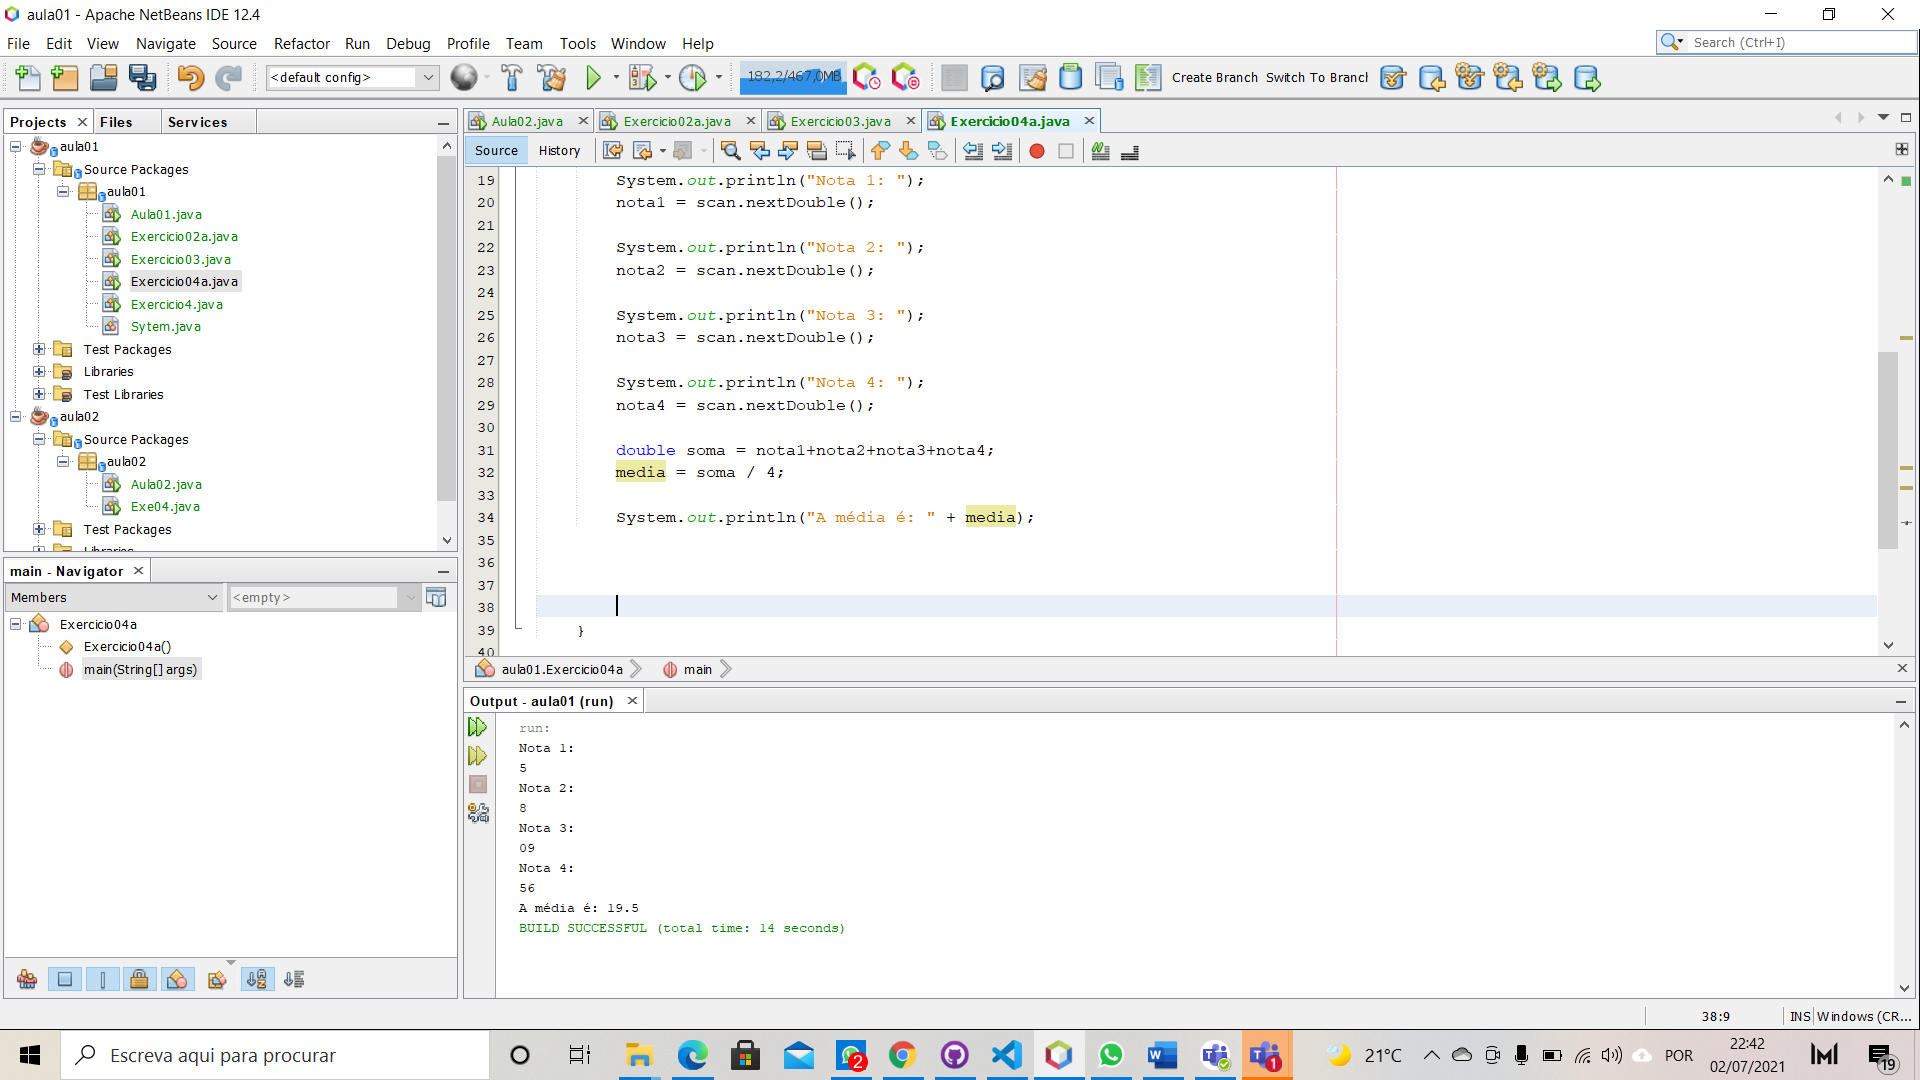 aula01 - Apache NetBeans IDE 12.4
File Edit View Navigate Source Refactor Run Debug Profile Team Tools Window Help
Search (Ctrl+I)
<default config>
182,2/467,0MB
Create Branch Switch To Branch
Projects Files Services
aula01
Source Packages
aula01
Aula01.java
Exercicio02a.java
Exercicio03.java
Exercicio04a.java
Exercicio4.java
Sytem.java
Test Packages
Libraries
Test Libraries
aula02
Source Packages
aula02
Aula02.java
Exe04.java
Test Packages
Libraries
main - Navigator
Members
<empty>
Exercicio04a
Exercicio04a()
main(String[] args)
Aula02.java Exercicio02a.java Exercicio03.java Exercicio04a.java
Source History
19 System.out.println("Nota 1: ");
20 nota1 = scan.nextDouble();
21
22 System.out.println("Nota 2: ");
23 nota2 = scan.nextDouble();
24
25 System.out.println("Nota 3: ");
26 nota3 = scan.nextDouble();
27
28 System.out.println("Nota 4: ");
29 nota4 = scan.nextDouble();
30
31 double soma = nota1+nota2+nota3+nota4;
32 media = soma / 4;
33
34 System.out.println("A média é: " + media);
35
36
37
38
39 }
40
aula01.Exercicio04a main
Output - aula01 (run)
run:
Nota 1:
5
Nota 2:
8
Nota 3:
09
Nota 4:
56
A média é: 19.5
BUILD SUCCESSFUL (total time: 14 seconds)
38:9 INS Windows (CR...
Escreva aqui para procurar
2
1
21°C
POR
22:42
02/07/2021
19